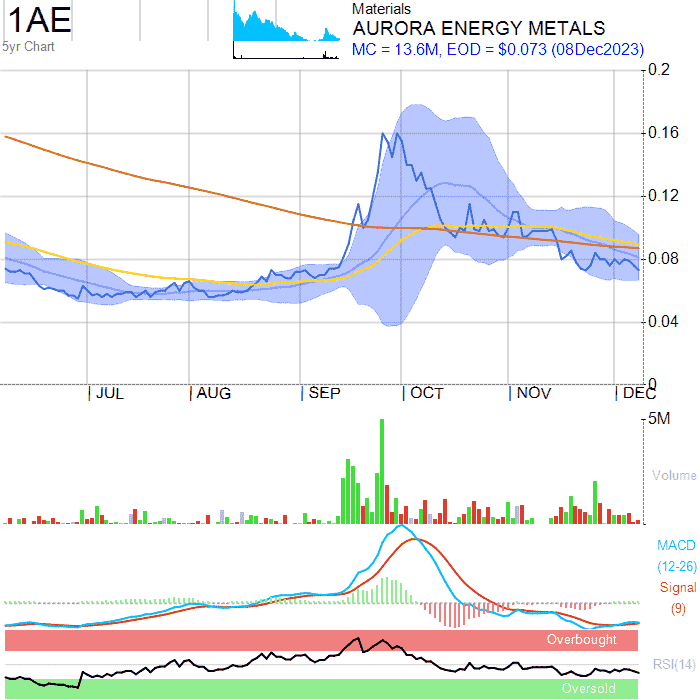 1AE
5yr Chart
Materials
AURORA ENERGY METALS
MC = 13.6M, EOD = $0.073 (08Dec2023)
0.2
0.16
0.12
0.08
0.04
0
JUL AUG SEP OCT NOV DEC
5M
Volume
MACD
(12-26)
Signal
(9)
Overbought
RSI(14)
Oversold